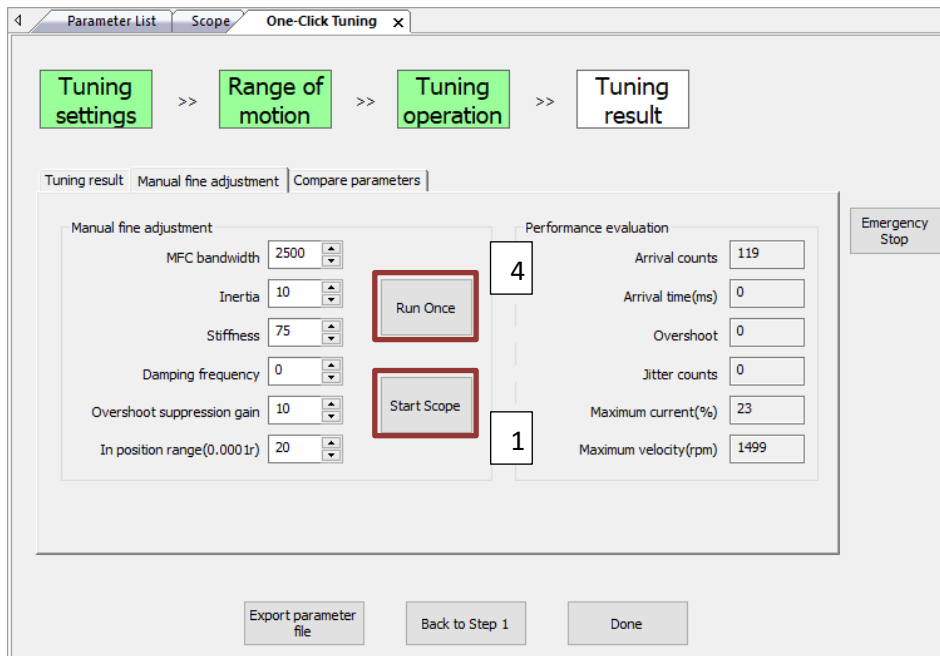 Parameter List
Scope
One-Click Tuning
Tuning settings
>>
Range of motion
>>
Tuning operation
>>
Tuning result
Tuning result
Manual fine adjustment
Compare parameters
Manual fine adjustment
MFC bandwidth 2500
Inertia 10
Stiffness 75
Damping frequency 0
Overshoot suppression gain 10
In position range(0.0001r) 20
Run Once
4
Start Scope
1
Performance evaluation
Arrival counts 119
Arrival time(ms) 0
Overshoot 0
Jitter counts 0
Maximum current(%) 23
Maximum velocity(rpm) 1499
Emergency
Stop
Export parameter
file
Back to Step 1
Done